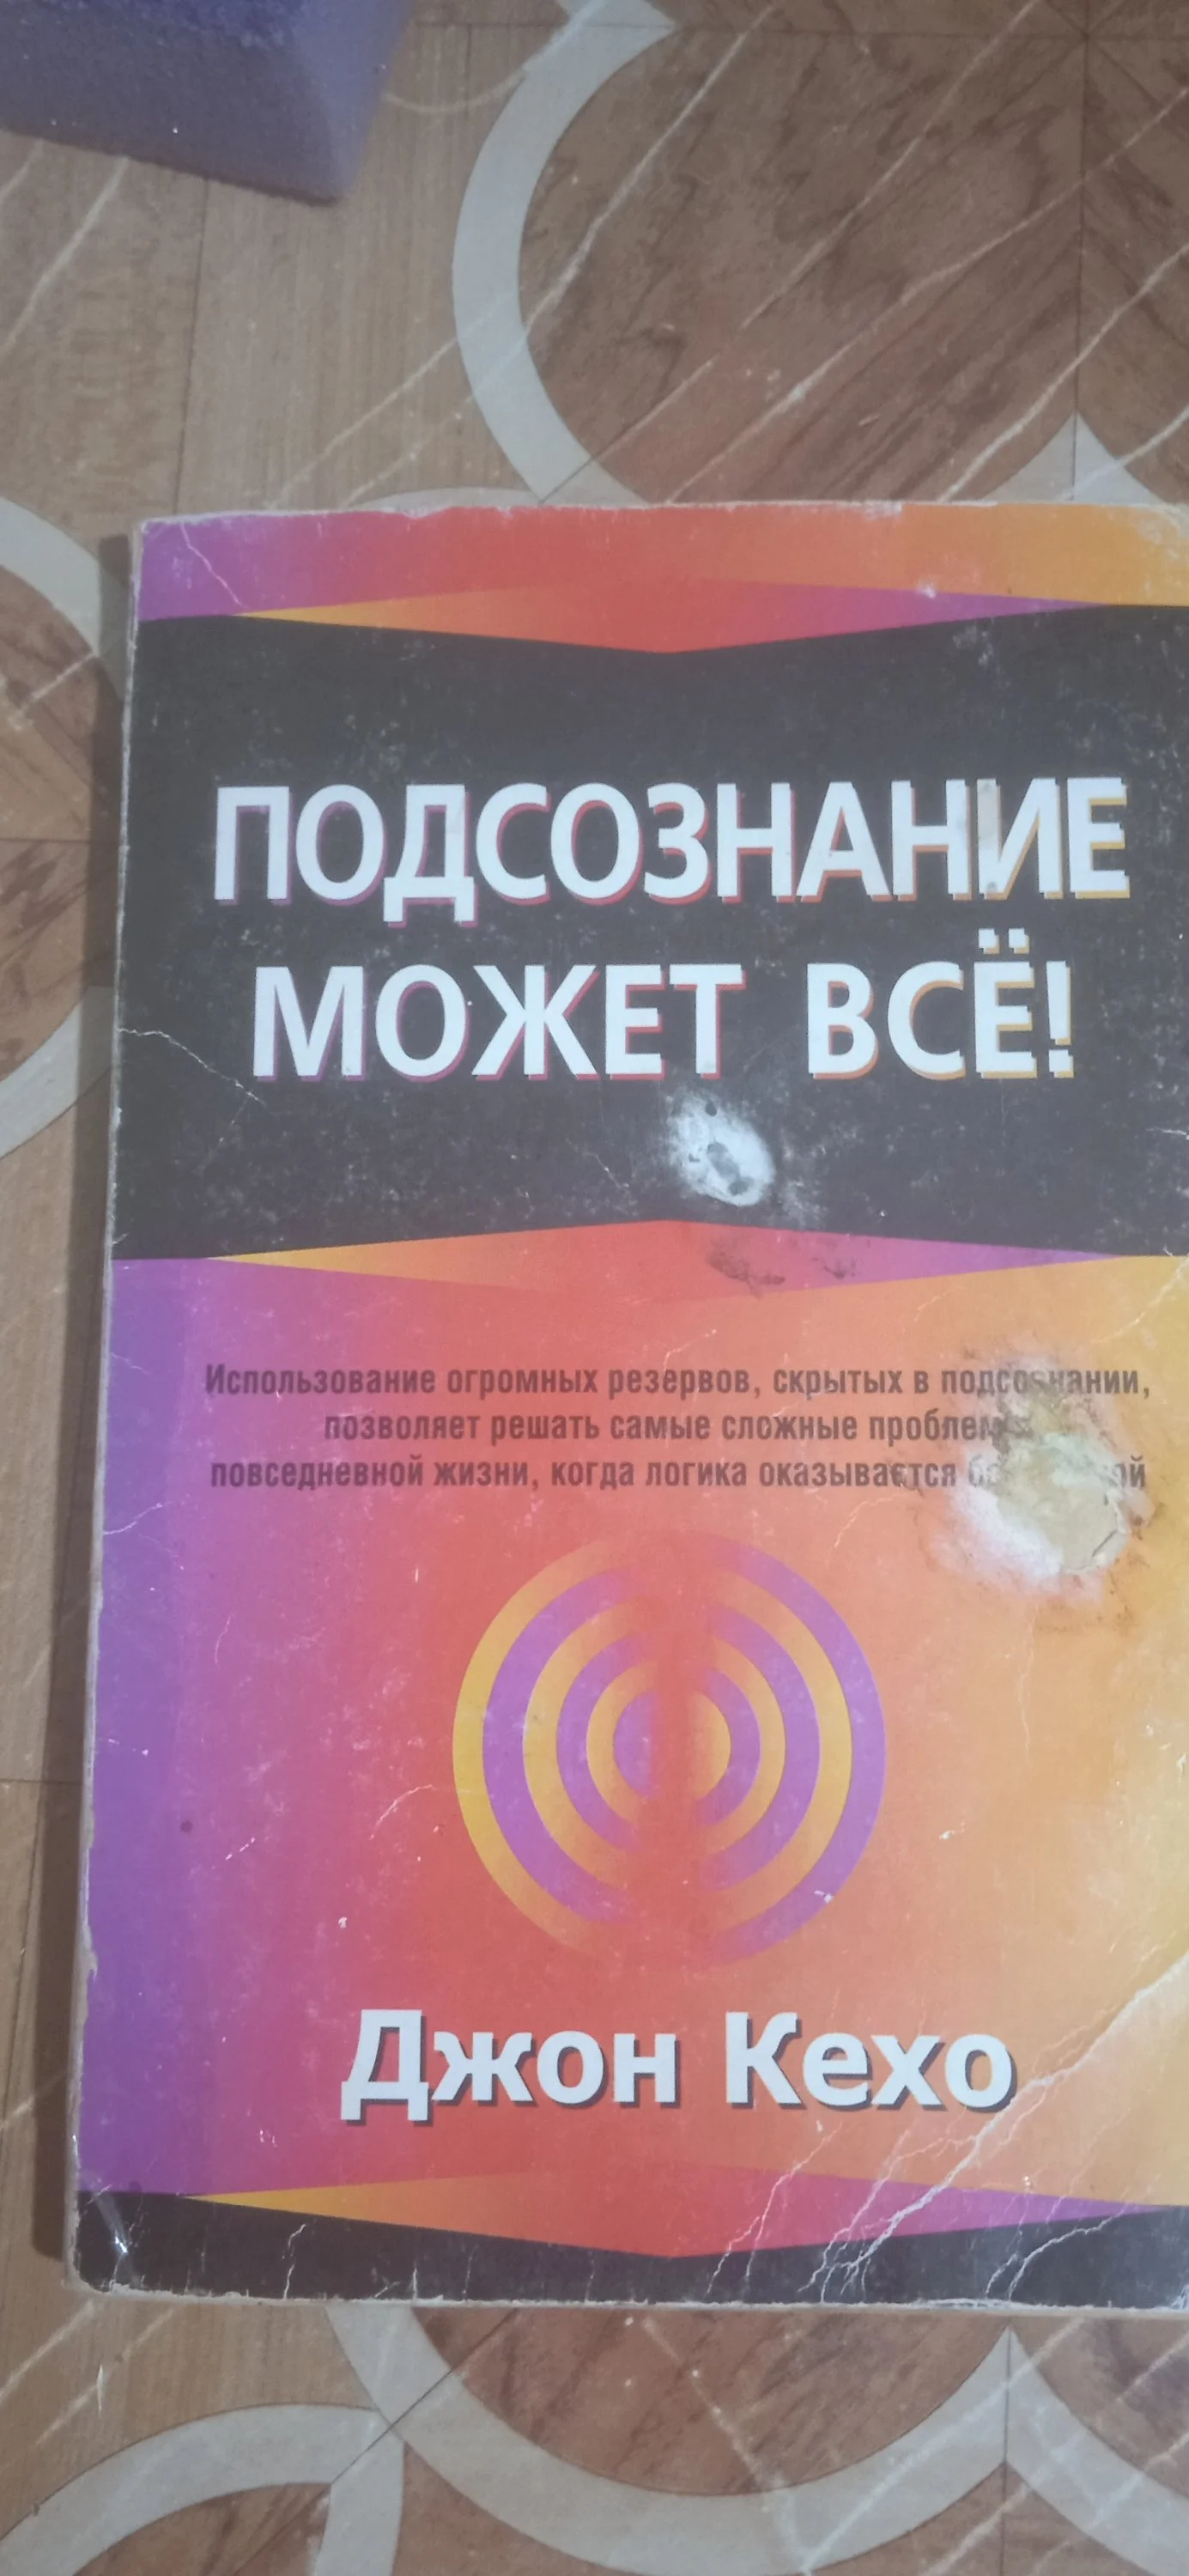 ПОДСОЗНАНИЕ
МОЖЕТ ВСЁ!
Использование огромных резервов, скрытых в подсознании,
позволяет решать самые сложные
повседневной жизни, когда логика оказывается
Джон Кехо